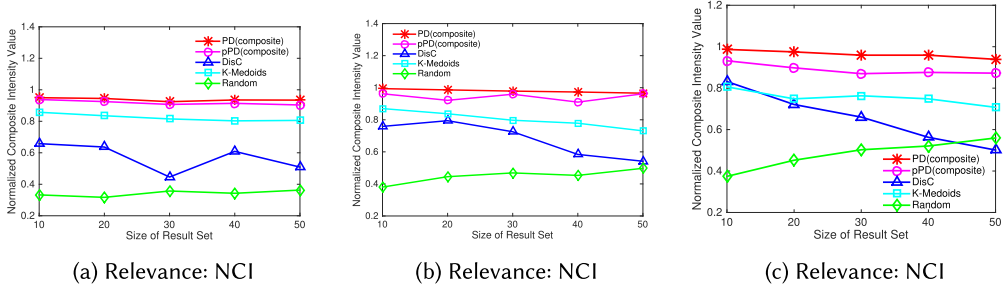 Normalized Composite Intensity Value
1.4
1.2
1
0.8
0.6
0.4
0.2
10
20
30
40
50
Size of Result Set
PD(composite)
pPD(composite)
DisC
K-Medoids
Random
(a) Relevance: NCI
Normalized Composite Intensity Value
1.4
1.2
1
0.8
0.6
0.4
0.2
10
20
30
40
50
Size of Result Set
PD(composite)
pPD(composite)
DisC
K-Medoids
Random
(b) Relevance: NCI
Normalized Composite Intensity Value
1.2
1
0.8
0.6
0.4
0.2
10
20
30
40
50
Size of Result Set
PD(composite)
pPD(composite)
DisC
K-Medoids
Random
(c) Relevance: NCI